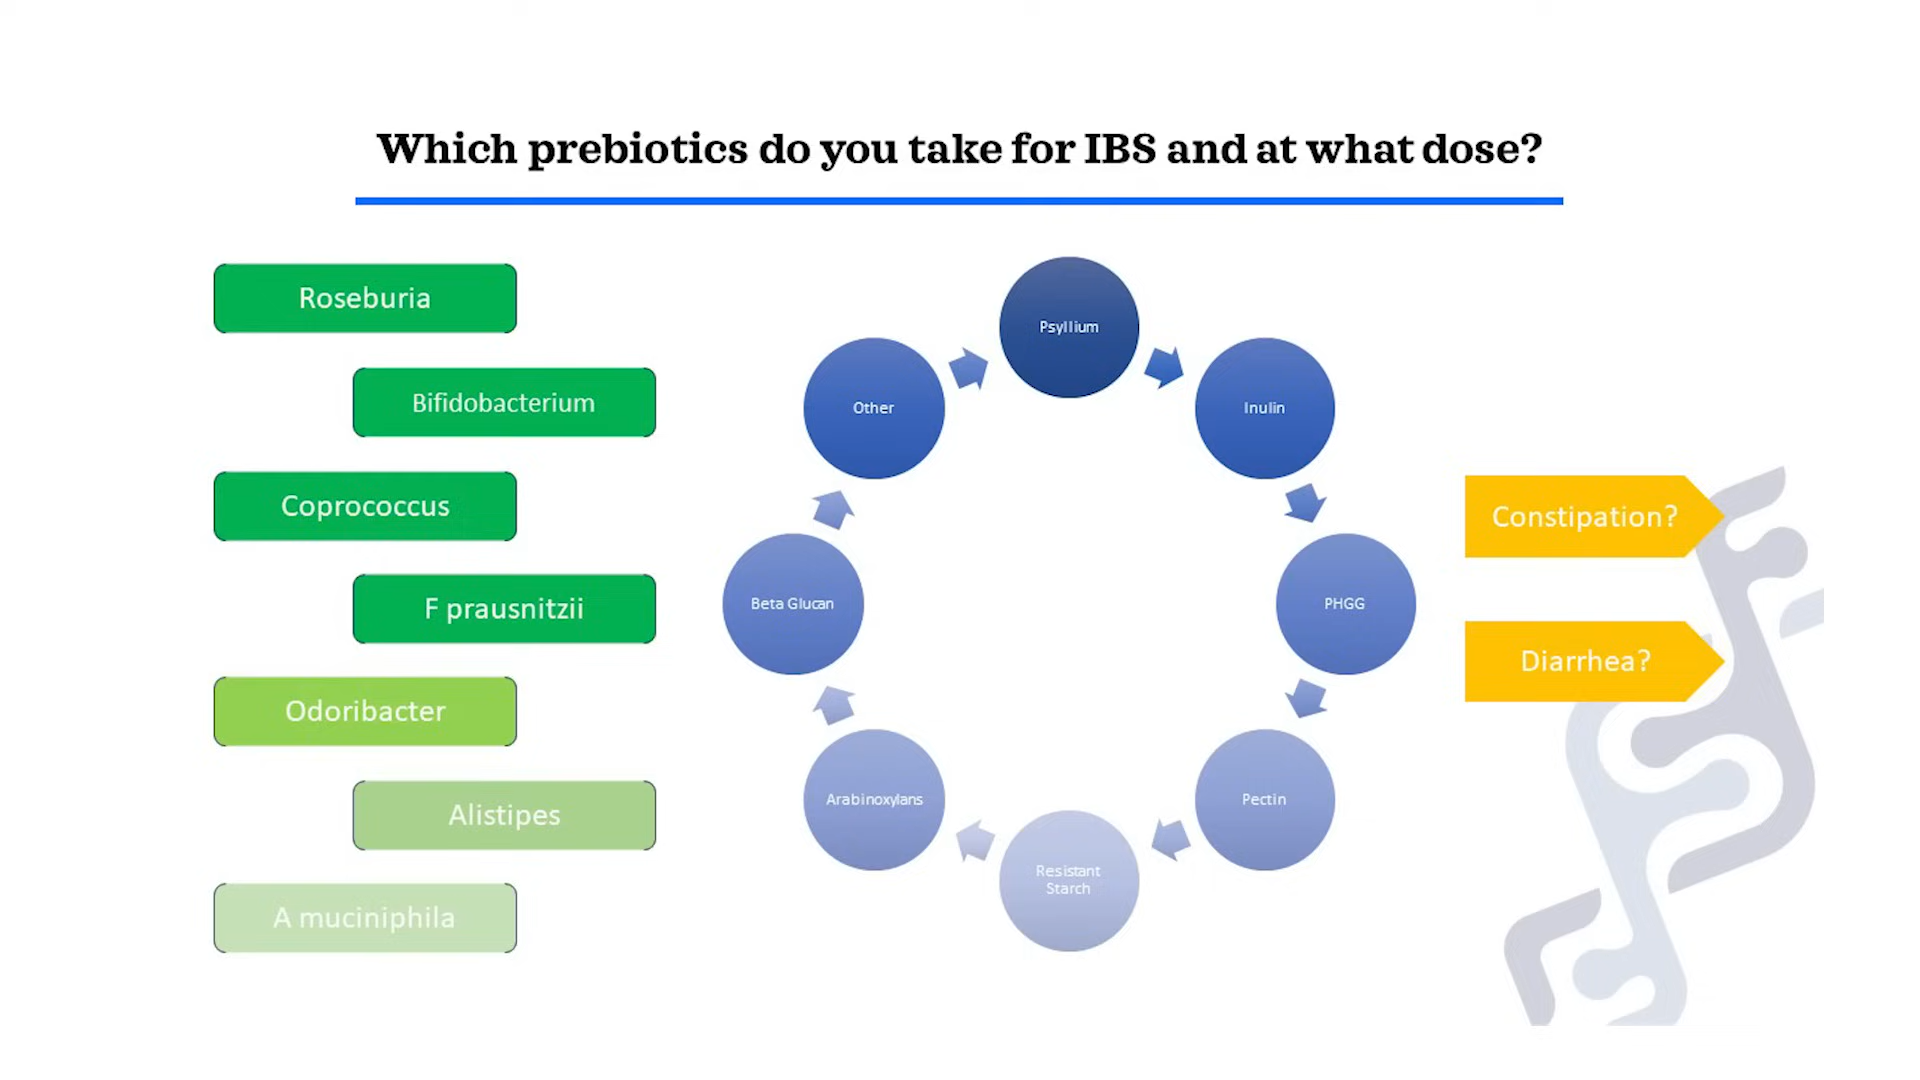 Which prebiotics do you take for IBS and at what dose?
Roseburia
Bifidobacterium
Coprococcus
F prausnitzii
Odoribacter
Alistipes
A muciniphila
Psyllium
Inulin
PHGG
Pectin
Resistant
Starch
Arabinoxylans
Beta Glucan
Other
Constipation?
Diarrhea?